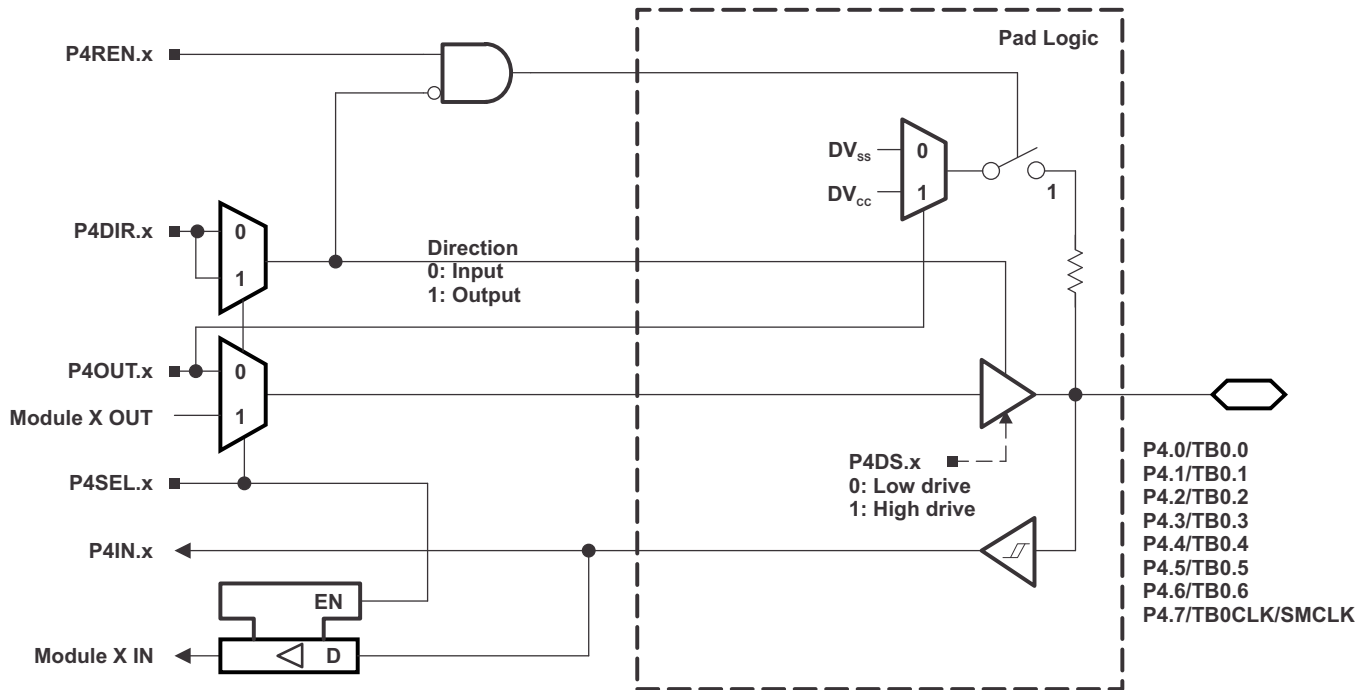 Pad Logic
P4REN.x
DVSS
0
DVCC
1
1
P4DIR.x
0
1
Direction
0: Input
1: Output
P4OUT.x
0
Module X OUT
1
P4SEL.x
P4DS.x
0: Low drive
1: High drive
P4.0/TB0.0
P4.1/TB0.1
P4.2/TB0.2
P4.3/TB0.3
P4.4/TB0.4
P4.5/TB0.5
P4.6/TB0.6
P4.7/TB0CLK/SMCLK
P4IN.x
EN
Module X IN
D